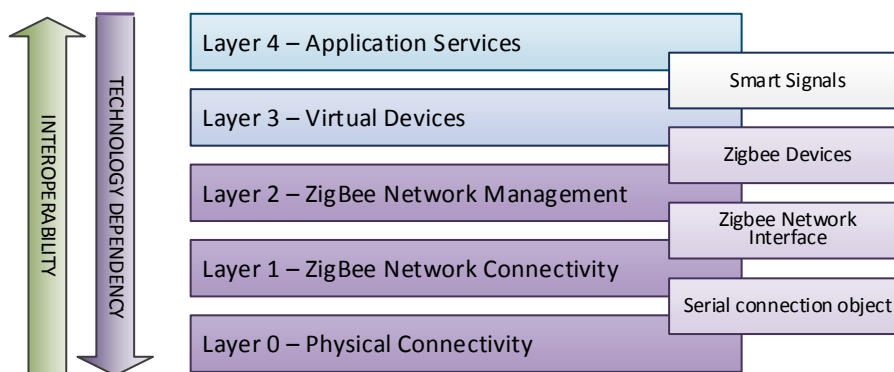 INTEROPERABILITY
TECHNOLOGY DEPENDENCY
Layer 4 – Application Services
Smart Signals
Layer 3 – Virtual Devices
Zigbee Devices
Layer 2 – ZigBee Network Management
Zigbee Network
Interface
Layer 1 – ZigBee Network Connectivity
Serial connection object
Layer 0 – Physical Connectivity